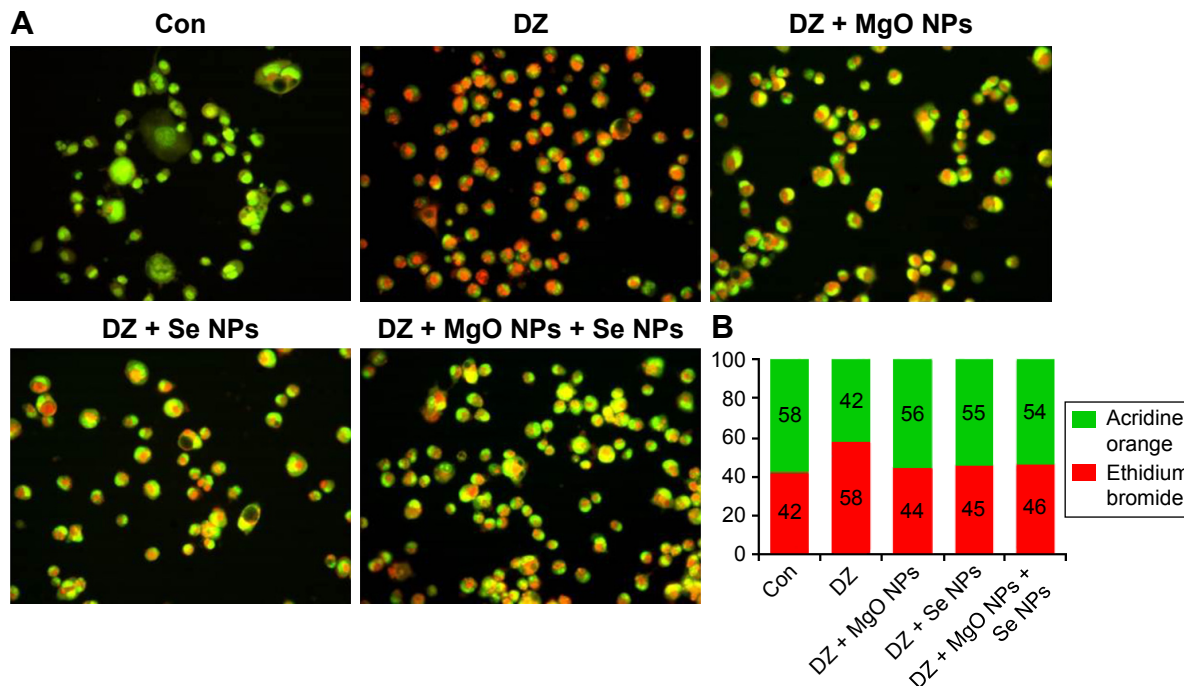 A
Con
DZ
DZ + MgO NPs
DZ + Se NPs
DZ + MgO NPs + Se NPs
B
100
80
60
40
20
0
58
42
56
55
54
42
58
44
45
46
Con
DZ
DZ + MgO NPs
DZ + Se NPs
DZ + MgO NPs +
Se NPs
Acridine
orange
Ethidium
bromide